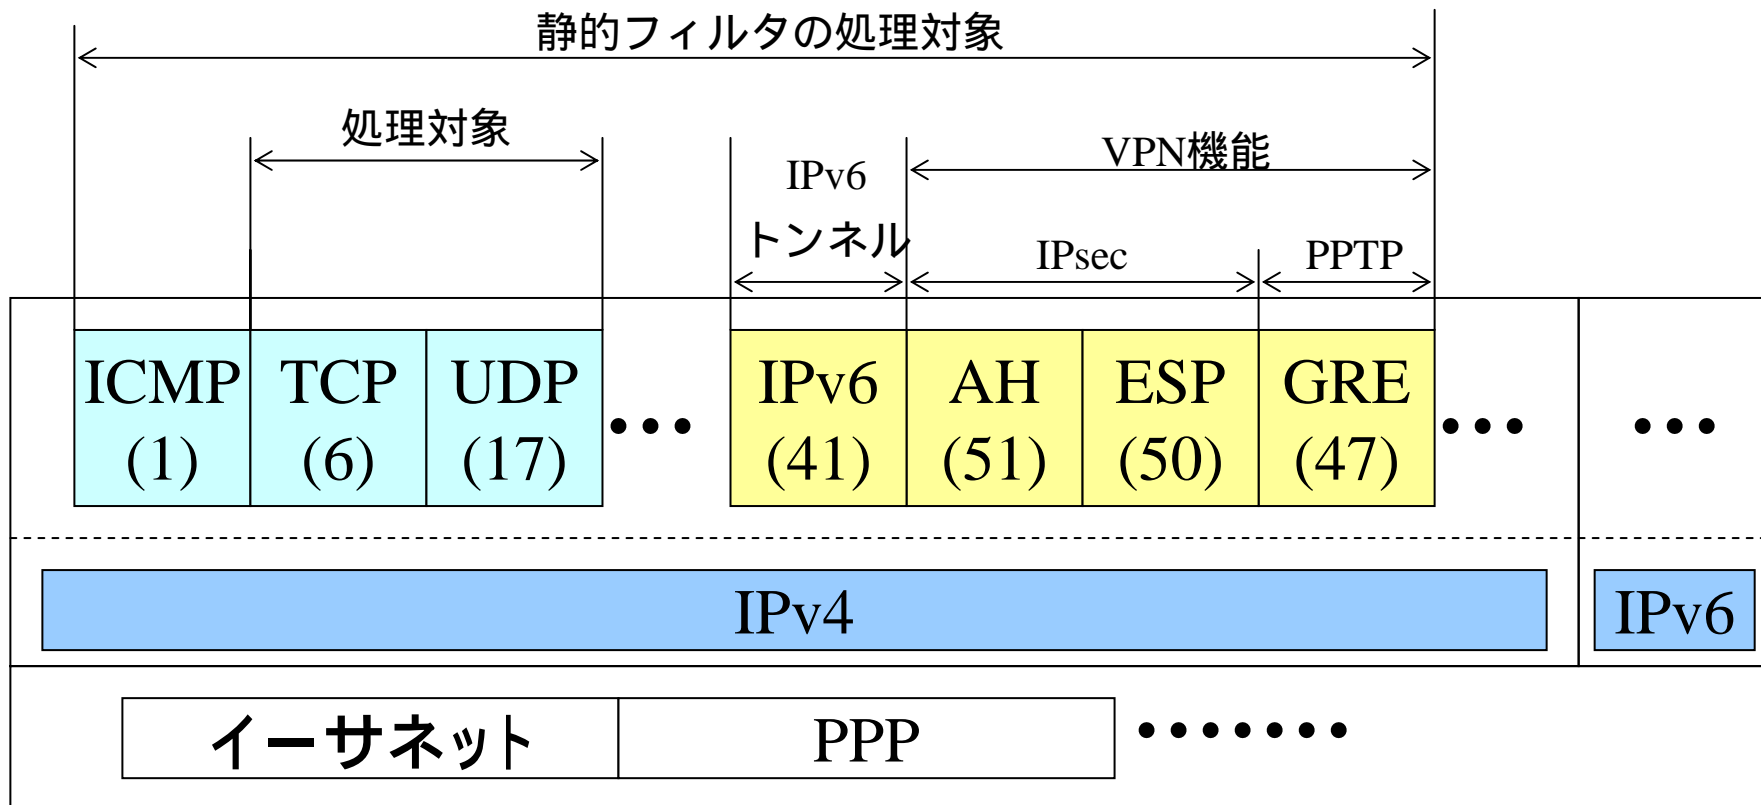 静的フィルタの処理対象
処理対象
VPN機能
IPv6
トンネル
IPsec
PPTP
ICMP
(1)
TCP
(6)
UDP
(17)
•••
IPv6
(41)
AH
(51)
ESP
(50)
GRE
(47)
•••
•••
IPv4
IPv6
イーサネット
PPP
•••••••